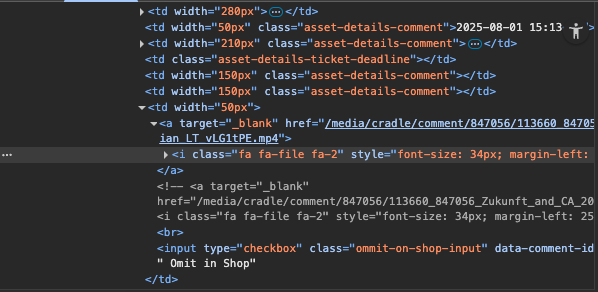 ▶<td width="280px">…</td>
<td width="50px" class="asset-details-comment">2025-08-01 15:13
▶<td width="210px" class="asset-details-comment">…</td>
<td class="asset-details-ticket-deadline"></td>
<td width="150px" class="asset-details-comment"></td>
<td width="150px" class="asset-details-comment"></td>
▼<td width="50px">
▼<a target="_blank" href="/media/cradle/comment/847056/113660_84705
ian_LT_vLG1tPE.mp4">
… ▶<i class="fa fa-file fa-2" style="font-size: 34px; margin-left:
</a>
<!-- <a target="_blank"
href="/media/cradle/comment/847056/113660_847056_Zukunft_and_CA_20
<i class="fa fa-file fa-2" style="font-size: 34px; margin-left: 25
<br>
<input type="checkbox" class="ommit-on-shop-input" data-comment-id
" Omit in Shop"
</td>